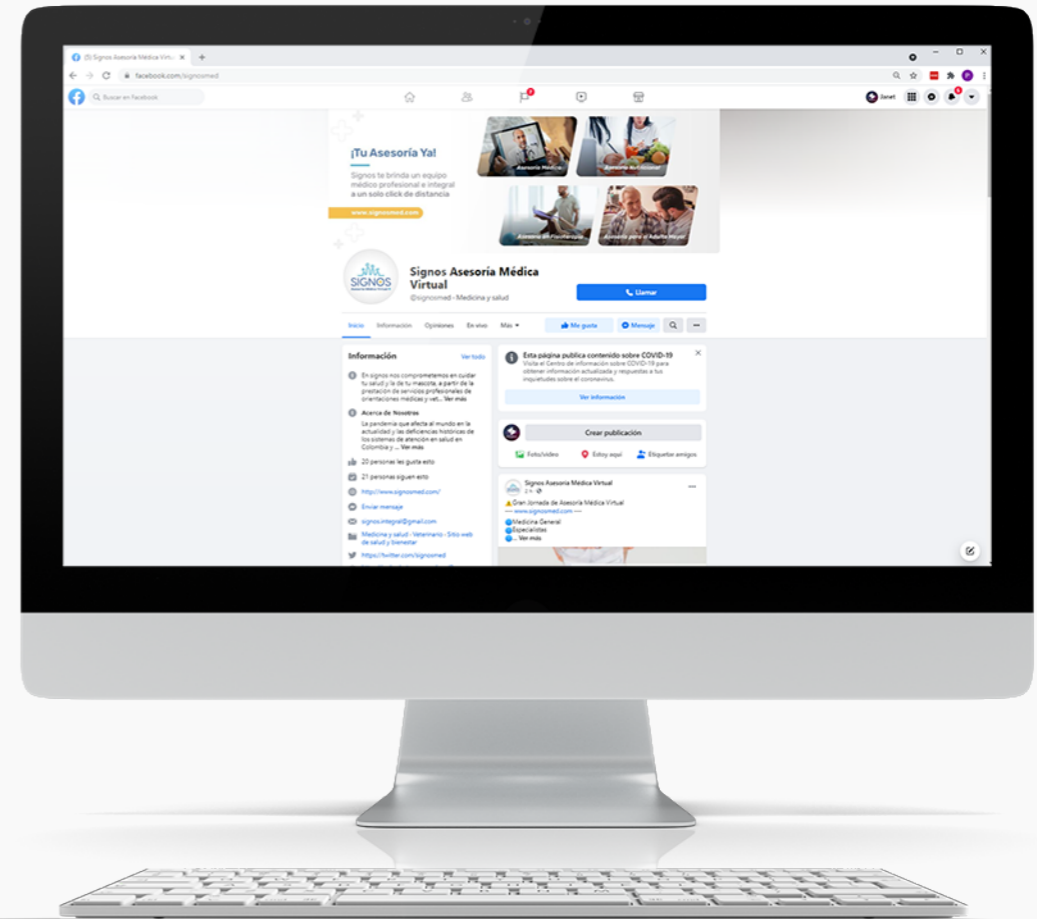 (5) Signos Asesoría Médica Virt...
facebook.com/signosmed
Buscar en Facebook
Janet
¡Tu Asesoría Ya!
Signos te brinda un equipo
médico profesional e integral
a un solo click de distancia
www.signosmed.com
Asesoría Médica
Asesoría Nutricional
Asesoría en Fisioterapia
Asesoría para el Adulto Mayor
SIGNOS
Signos Asesoría Médica
Virtual
@signosmed · Medicina y
salud
Llamar
Inicio Información Opiniones En vivo Más
Me gusta Mensaje
Información Ver todo
En signos nos comprometemos en cuidar
tu salud y la de tu mascota, a partir de la
prestación de servicios profesionales de
orientaciones médicas y vet... Ver más
Acerca de Nosotros
La pandemia que afecta al mundo en la
actualidad y las deficiencias históricas de
los sistemas de atención en salud en
Colombia y ... Ver más
20 personas les gusta esto
21 personas siguen esto
http://www.signosmed.com/
Enviar mensaje
signos.integral@gmail.com
Medicina y salud · Veterinario · Sitio web
de salud y bienestar
https://twitter.com/signosmed
Esta página publica contenido sobre COVID-19
Visita el Centro de información sobre COVID-19 para
obtener información actualizada y respuestas a tus
inquietudes sobre el coronavirus.
Ver información
Crear publicación
Foto/video Estoy aquí Etiquetar amigos
Signos Asesoria Médica Virtual
2 h
Gran Jornada de Asesoría Médica Virtual
— www.signosmed.com —
Medicina General
Especialistas
... Ver más